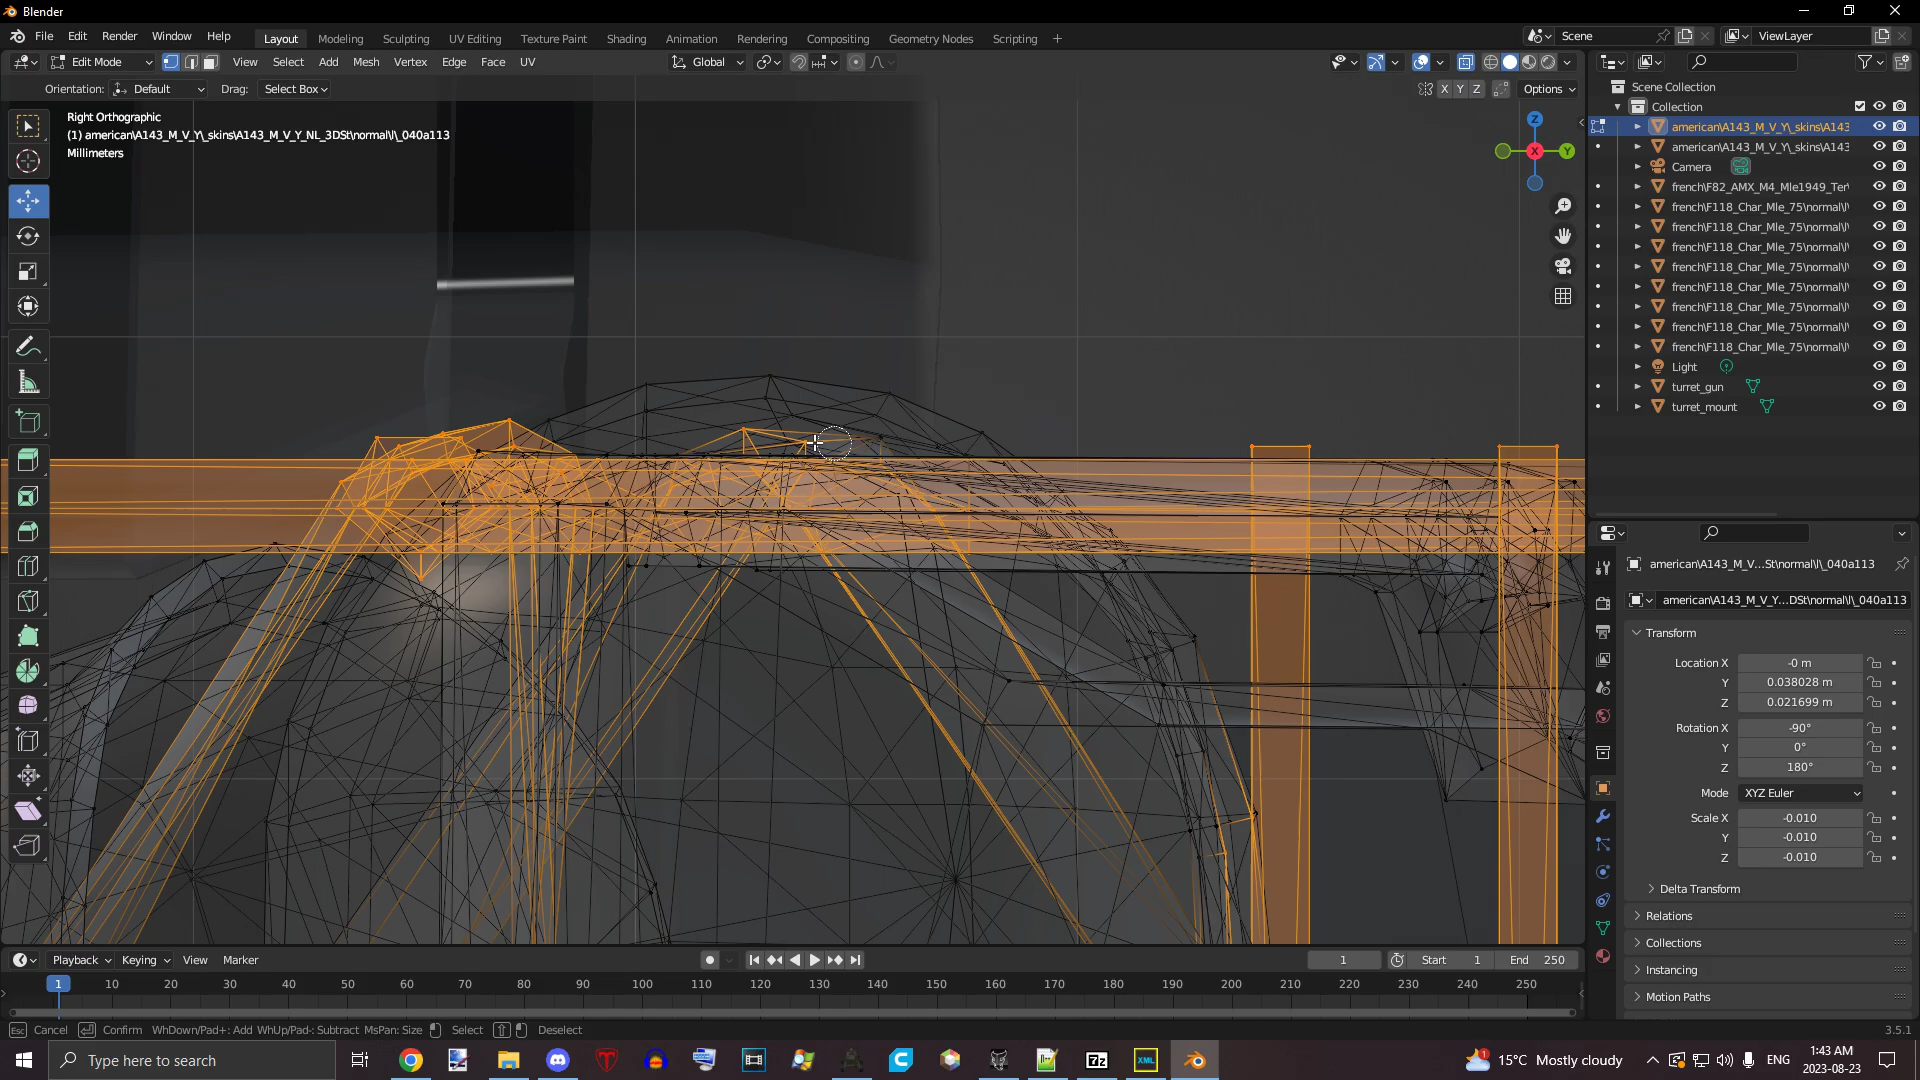 Blender
File Edit Render Window Help
Layout Modeling Sculpting UV Editing Texture Paint Shading Animation Rendering Compositing Geometry Nodes Scripting +
Scene
ViewLayer
Edit Mode View Select Add Mesh Vertex Edge Face UV
Global
Orientation: Default Drag: Select Box
X Y Z Options
Right Orthographic
(1) american\A143_M_V_Y\_skins\A143_M_V_Y_NL_3DSt\normal\l\_040a113
Millimeters
Z
X
Y
Scene Collection
Collection
american\A143_M_V_Y\_skins\A143
american\A143_M_V_Y\_skins\A143
Camera
french\F82_AMX_M4_Mle1949_Ter\
french\F118_Char_Mle_75\normal\l\
french\F118_Char_Mle_75\normal\l\
french\F118_Char_Mle_75\normal\l\
french\F118_Char_Mle_75\normal\l\
french\F118_Char_Mle_75\normal\l\
french\F118_Char_Mle_75\normal\l\
french\F118_Char_Mle_75\normal\l\
french\F118_Char_Mle_75\normal\l\
Light
turret_gun
turret_mount
american\A143_M_V...St\normal\l\_040a113
american\A143_M_V_Y...DSt\normal\l\_040a113
Transform
Location X -0 m
Y 0.038028 m
Z 0.021699 m
Rotation X -90°
Y 0°
Z 180°
Mode XYZ Euler
Scale X -0.010
Y -0.010
Z -0.010
Delta Transform
Relations
Collections
Instancing
Motion Paths
Playback Keying View Marker
1 Start 1 End 250
1 10 20 30 40 50 60 70 80 90 100 110 120 130 140 150 160 170 180 190 200 210 220 230 240 250
Esc Cancel Confirm WhDown/Pad+: Add WhUp/Pad-: Subtract MsPan: Size Select Deselect
3.5.1
Type here to search
7z
XML
1
15°C Mostly cloudy
ENG
1:43 AM
2023-08-23